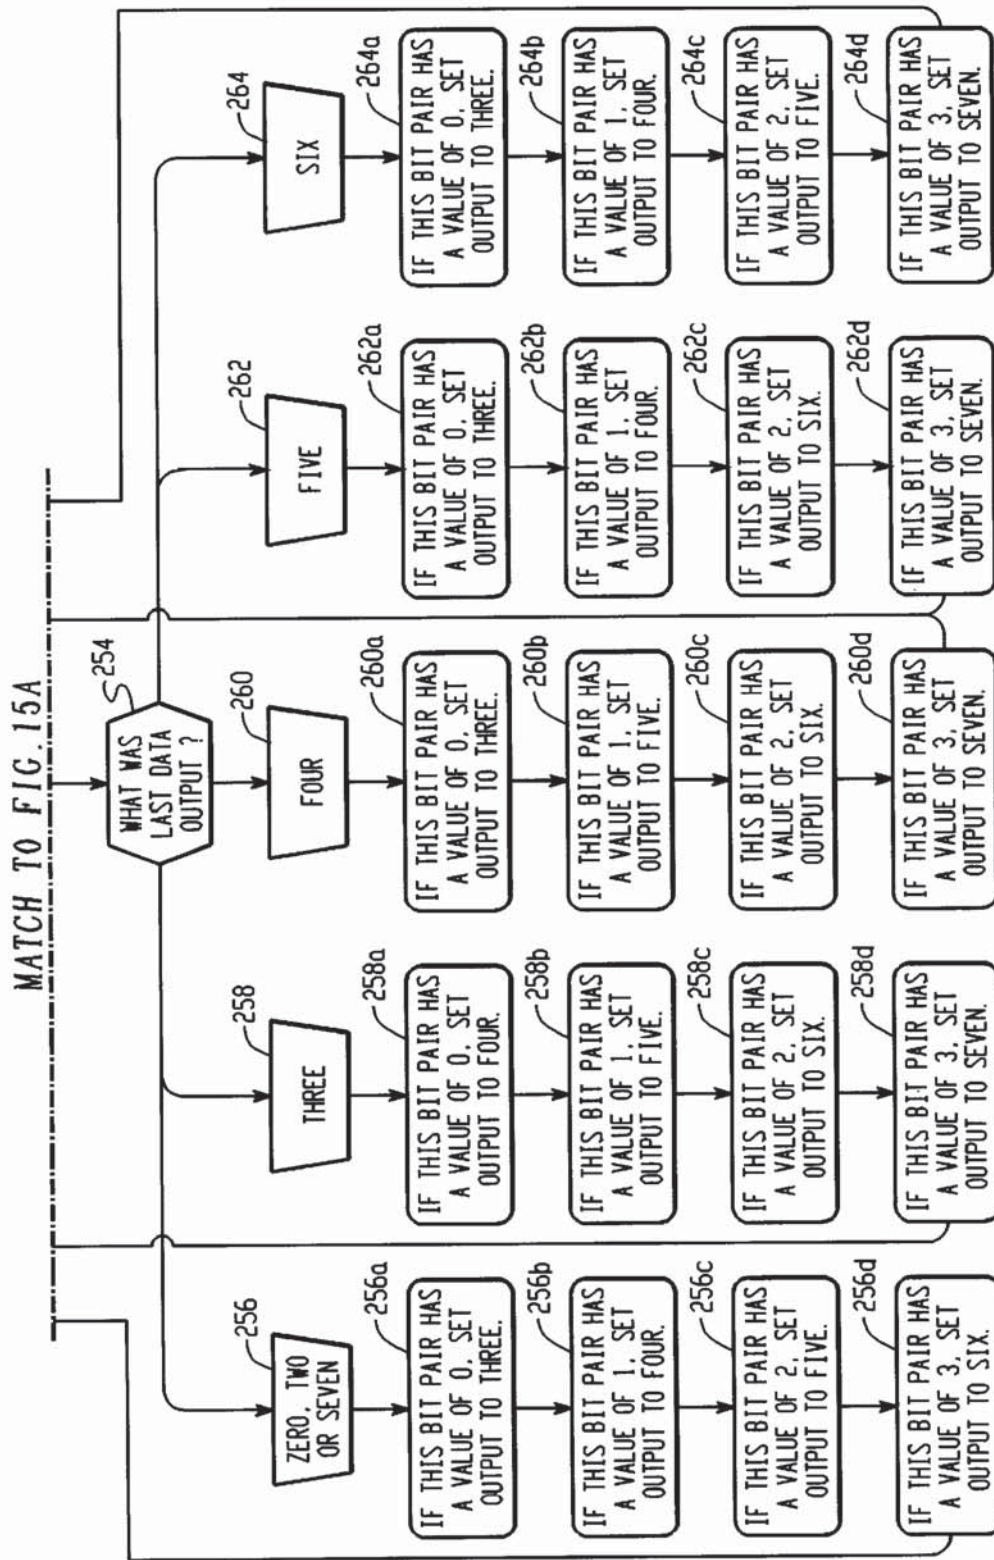 MATCH TO FIG.15A
254
WHAT WAS
LAST DATA
OUTPUT ?
256
ZERO, TWO
OR SEVEN
256a
IF THIS BIT PAIR HAS
A VALUE OF 0, SET
OUTPUT TO THREE.
256b
IF THIS BIT PAIR HAS
A VALUE OF 1, SET
OUTPUT TO FOUR.
256c
IF THIS BIT PAIR HAS
A VALUE OF 2, SET
OUTPUT TO FIVE.
256d
IF THIS BIT PAIR HAS
A VALUE OF 3, SET
OUTPUT TO SIX.
258
THREE
258a
IF THIS BIT PAIR HAS
A VALUE OF 0, SET
OUTPUT TO FOUR.
258b
IF THIS BIT PAIR HAS
A VALUE OF 1, SET
OUTPUT TO FIVE.
258c
IF THIS BIT PAIR HAS
A VALUE OF 2, SET
OUTPUT TO SIX.
258d
IF THIS BIT PAIR HAS
A VALUE OF 3, SET
OUTPUT TO SEVEN.
260
FOUR
260a
IF THIS BIT PAIR HAS
A VALUE OF 0, SET
OUTPUT TO THREE.
260b
IF THIS BIT PAIR HAS
A VALUE OF 1, SET
OUTPUT TO FIVE.
260c
IF THIS BIT PAIR HAS
A VALUE OF 2, SET
OUTPUT TO SIX.
260d
IF THIS BIT PAIR HAS
A VALUE OF 3, SET
OUTPUT TO SEVEN.
262
FIVE
262a
IF THIS BIT PAIR HAS
A VALUE OF 0, SET
OUTPUT TO THREE.
262b
IF THIS BIT PAIR HAS
A VALUE OF 1, SET
OUTPUT TO FOUR.
262c
IF THIS BIT PAIR HAS
A VALUE OF 2, SET
OUTPUT TO SIX.
262d
IF THIS BIT PAIR HAS
A VALUE OF 3, SET
OUTPUT TO SEVEN.
264
SIX
264a
IF THIS BIT PAIR HAS
A VALUE OF 0, SET
OUTPUT TO THREE.
264b
IF THIS BIT PAIR HAS
A VALUE OF 1, SET
OUTPUT TO FOUR.
264c
IF THIS BIT PAIR HAS
A VALUE OF 2, SET
OUTPUT TO FIVE.
264d
IF THIS BIT PAIR HAS
A VALUE OF 3, SET
OUTPUT TO SEVEN.